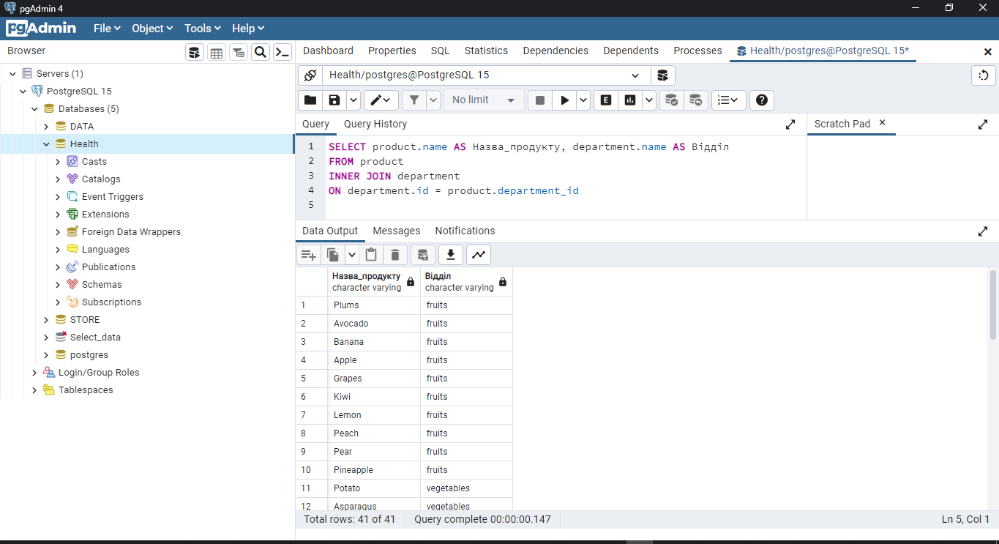 pgAdmin 4
pgAdmin File Object Tools Help
Browser
Dashboard Properties SQL Statistics Dependencies Dependents Processes Health/postgres@PostgreSQL 15*
Servers (1)
PostgreSQL 15
Databases (5)
DATA
Health
Casts
Catalogs
Event Triggers
Extensions
Foreign Data Wrappers
Languages
Publications
Schemas
Subscriptions
STORE
Select_data
postgres
Login/Group Roles
Tablespaces
Health/postgres@PostgreSQL 15
No limit
E
Query Query History
Scratch Pad
1 SELECT product.name AS Назва_продукту, department.name AS Відділ
2 FROM product
3 INNER JOIN department
4 ON department.id = product.department_id
5
Data Output Messages Notifications
Назва_продукту Відділ
character varying character varying
1 Plums fruits
2 Avocado fruits
3 Banana fruits
4 Apple fruits
5 Grapes fruits
6 Kiwi fruits
7 Lemon fruits
8 Peach fruits
9 Pear fruits
10 Pineapple fruits
11 Potato vegetables
12 Asparagus vegetables
Total rows: 41 of 41 Query complete 00:00:00.147 Ln 5, Col 1